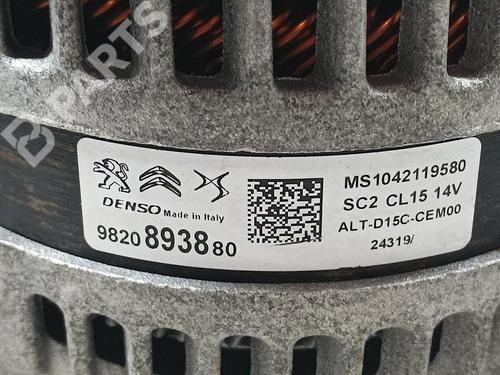 B PARTS
DENSO Made in Italy
9820893880
MS1042119580
SC2 CL15 14V
ALT-D15C-CEM00
24319/